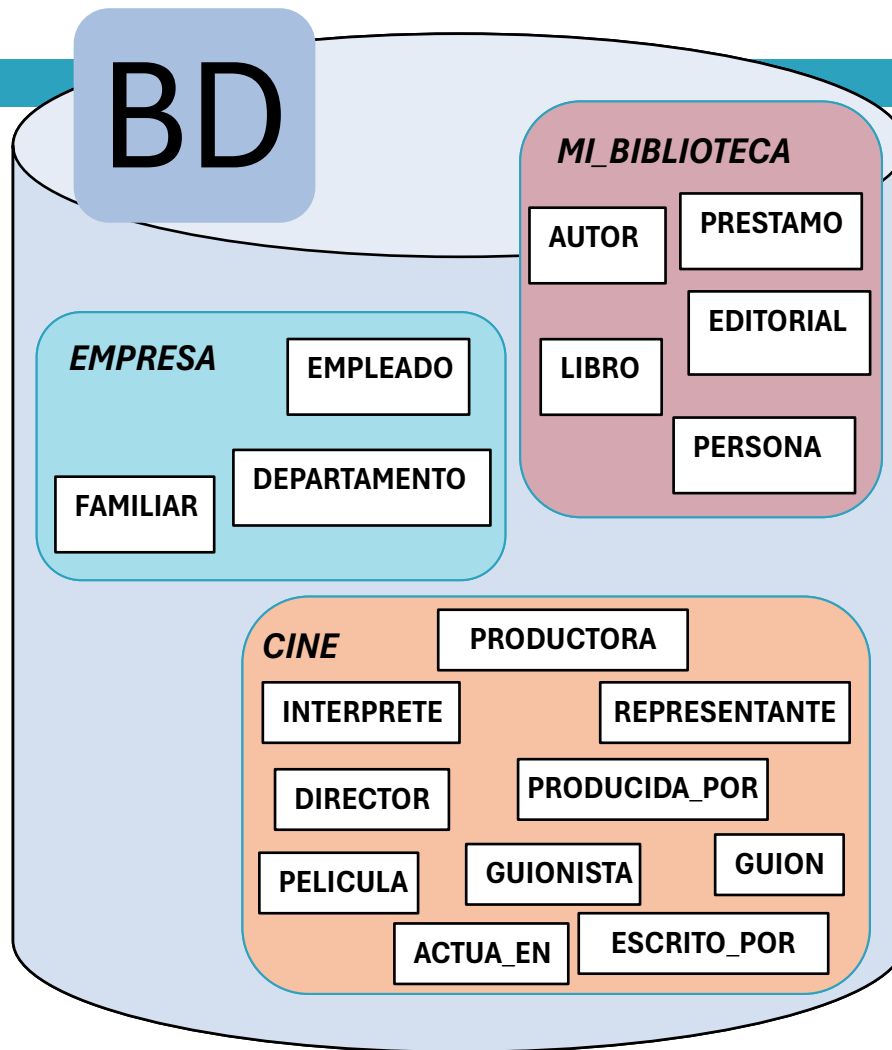 BD
MI_BIBLIOTECA
AUTOR
PRESTAMO
EDITORIAL
LIBRO
PERSONA
EMPRESA
EMPLEADO
DEPARTAMENTO
FAMILIAR
CINE
PRODUCTORA
INTERPRETE
REPRESENTANTE
DIRECTOR
PRODUCIDA_POR
PELICULA
GUIONISTA
GUION
ACTUA_EN
ESCRITO_POR